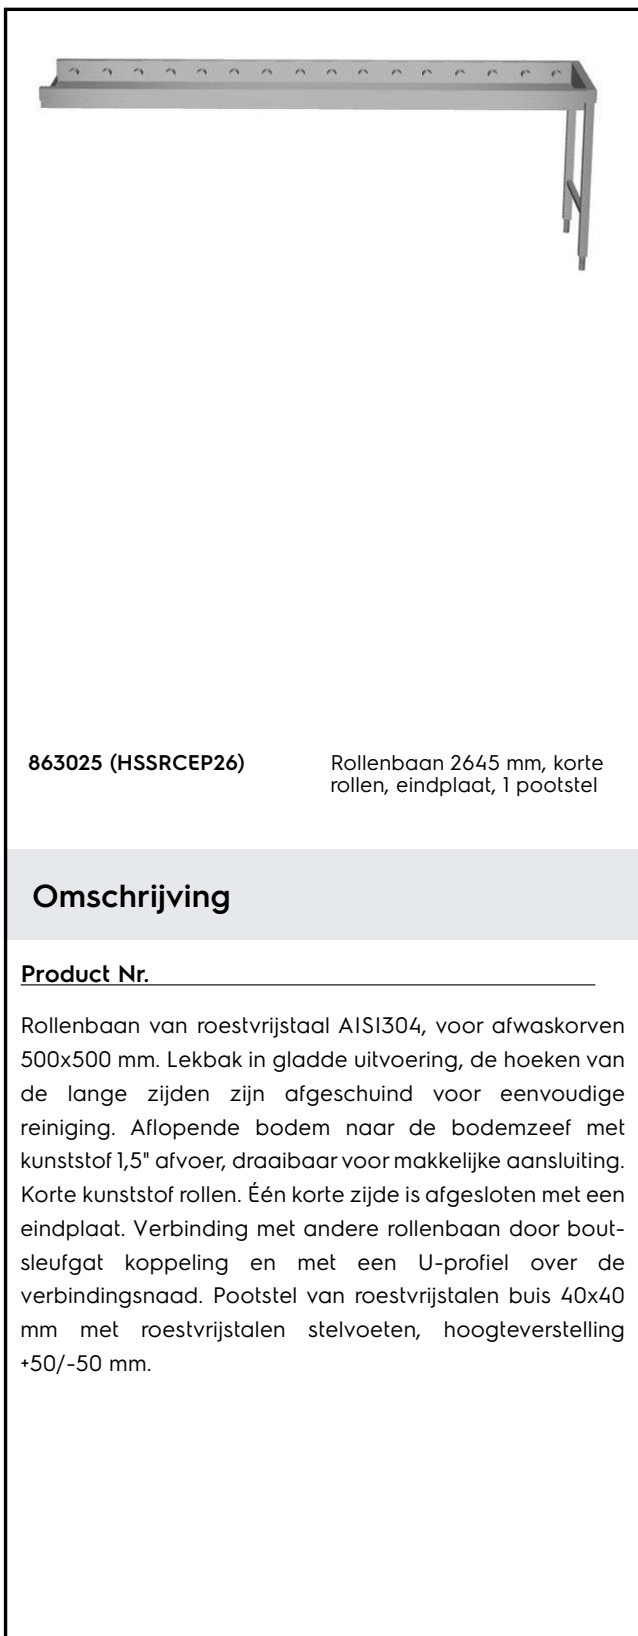 863025 (HSSRCEP26)
Rollenbaan 2645 mm, korte
rollen, eindplaat, 1 pootstel
Omschrijving
Product Nr.
Rollenbaan van roestvrijstaal AISI304, voor afwaskorven
500x500 mm. Lekbak in gladde uitvoering, de hoeken van
de lange zijden zijn afgeschuind voor eenvoudige
reiniging. Aflopende bodem naar de bodemzeef met
kunststof 1,5" afvoer, draaibaar voor makkelijke aansluiting.
Korte kunststof rollen. Één korte zijde is afgesloten met een
eindplaat. Verbinding met andere rollenbaan door bout-
sleufgat koppeling en met een U-profiel over de
verbindingsnaad. Pootstel van roestvrijstalen buis 40x40
mm met roestvrijstalen stelvoeten, hoogteverstelling
+50/-50 mm.